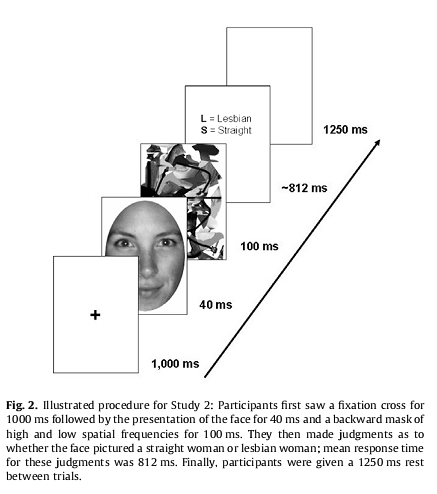 L = Lesbian
S = Straight
1250 ms
~812 ms
100 ms
40 ms
+
1,000 ms
Fig. 2. Illustrated procedure for Study 2: Participants first saw a fixation cross for
1000 ms followed by the presentation of the face for 40 ms and a backward mask of
high and low spatial frequencies for 100 ms. They then made judgments as to
whether the face pictured a straight woman or lesbian woman; mean response time
for these judgments was 812 ms. Finally, participants were given a 1250 ms rest
between trials.